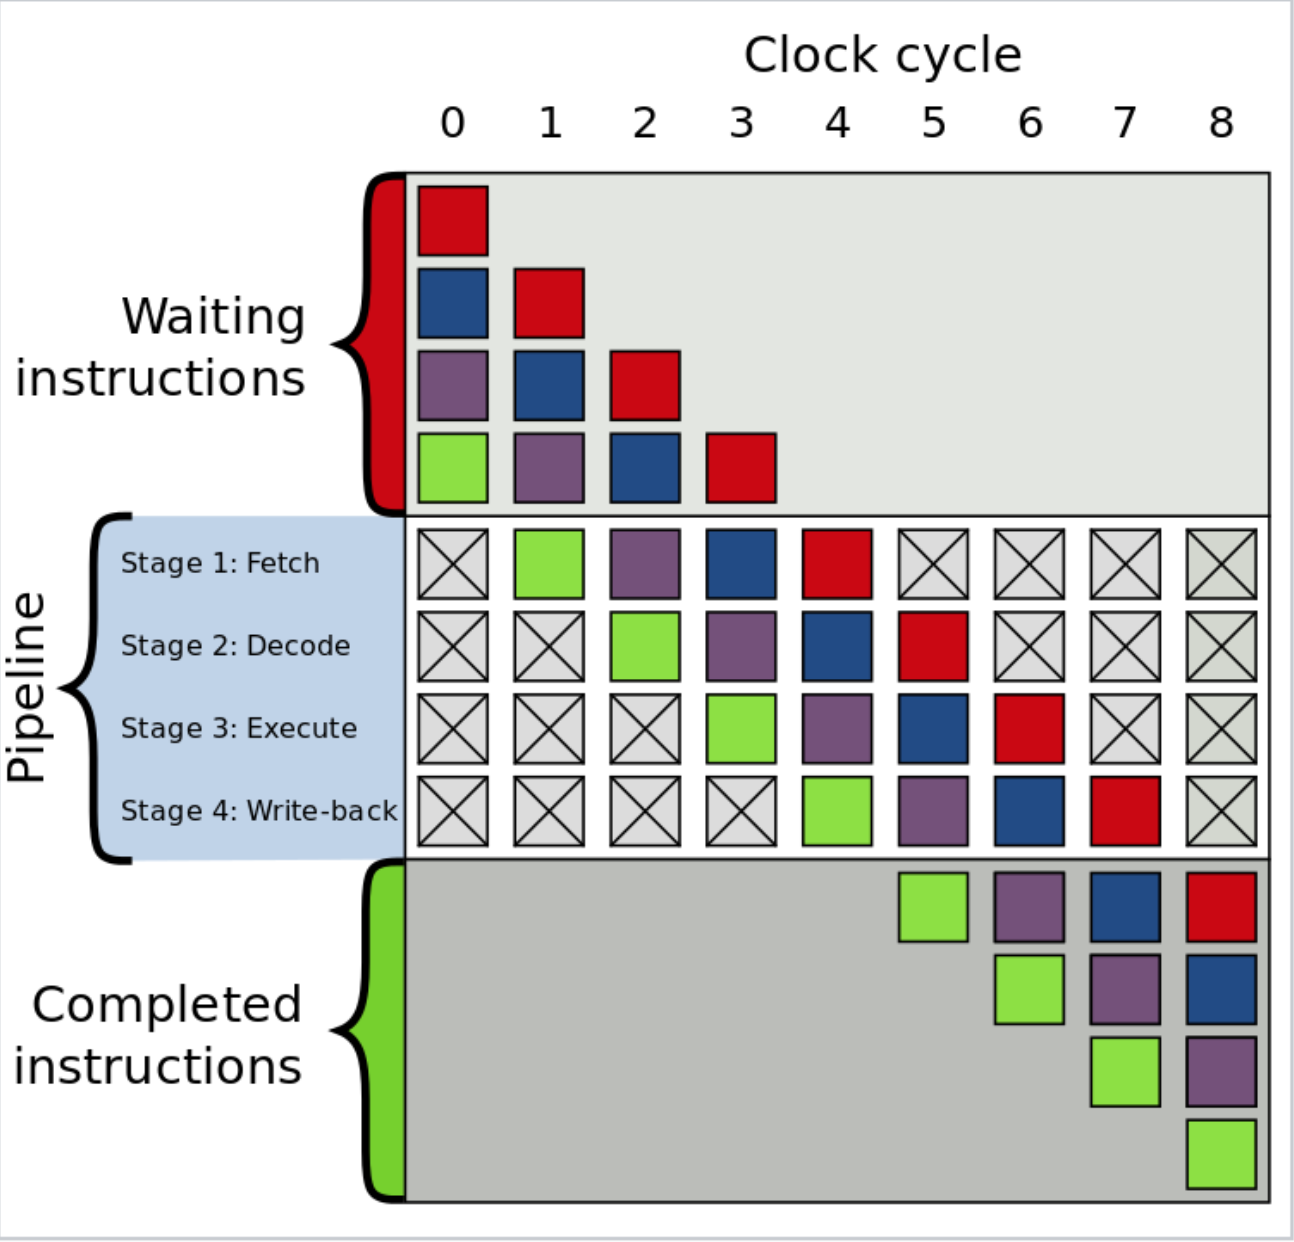 Clock cycle
0 1 2 3 4 5 6 7 8
Waiting
instructions
Pipeline
Stage 1: Fetch
Stage 2: Decode
Stage 3: Execute
Stage 4: Write-back
Completed
instructions